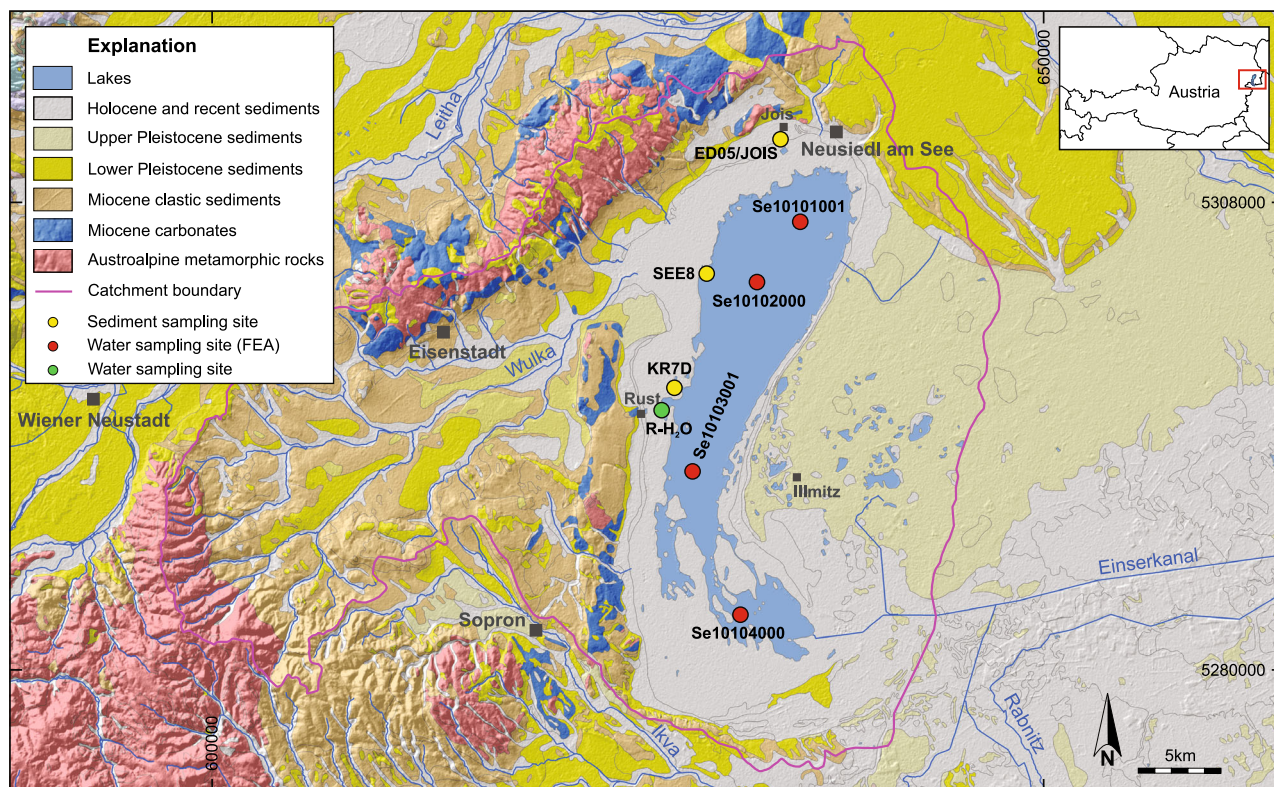 Explanation
Lakes
Holocene and recent sediments
Upper Pleistocene sediments
Lower Pleistocene sediments
Miocene clastic sediments
Miocene carbonates
Austroalpine metamorphic rocks
Catchment boundary
Sediment sampling site
Water sampling site (FEA)
Water sampling site
Leitha
650000
Austria
Jois
ED05/JOIS
Neusiedl am See
Se10101001
5308000
SEE8
Se10102000
Eisenstadt
Wulka
KR7D
Wiener Neustadt
Rust
R-H₂O
Se10103001
Illmitz
Einserkanal
Sopron
Se10104000
5280000
Rabnitz
Ikva
600000
N
5km